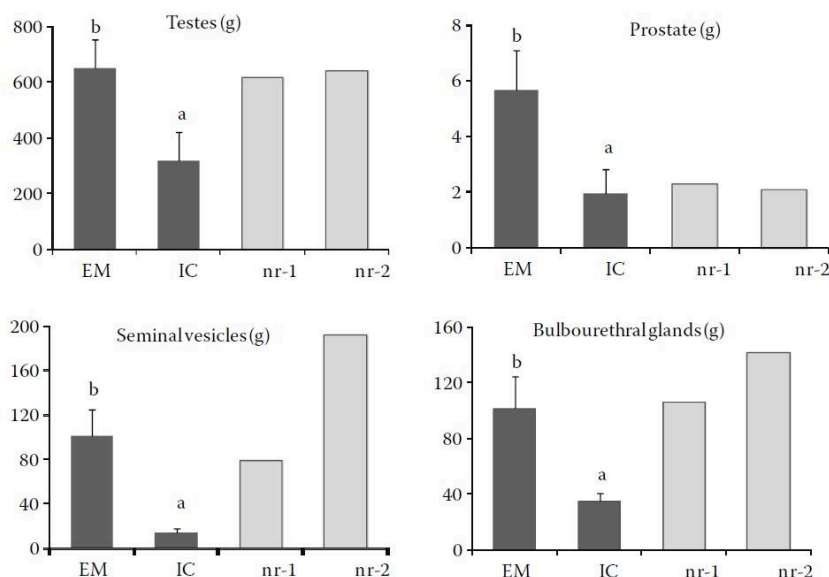 Testes (g)
800
600
400
200
0
b
a
EM IC nr-1 nr-2
Prostate (g)
8
6
4
2
0
b
a
EM IC nr-1 nr-2
Seminal vesicles (g)
200
160
120
80
40
0
b
a
EM IC nr-1 nr-2
Bulbourethral glands (g)
160
120
80
40
0
b
a
EM IC nr-1 nr-2